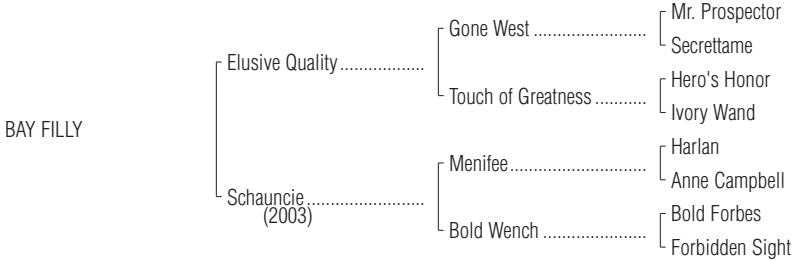 Mr. Prospector
Gone West ......................
Secrettame
Elusive Quality..................
Hero's Honor
Touch of Greatness ...........
Ivory Wand
BAY FILLY
Harlan
Menifee...........................
Anne Campbell
Schauncie.........................
(2003)
Bold Forbes
Bold Wench .....................
Forbidden Sight